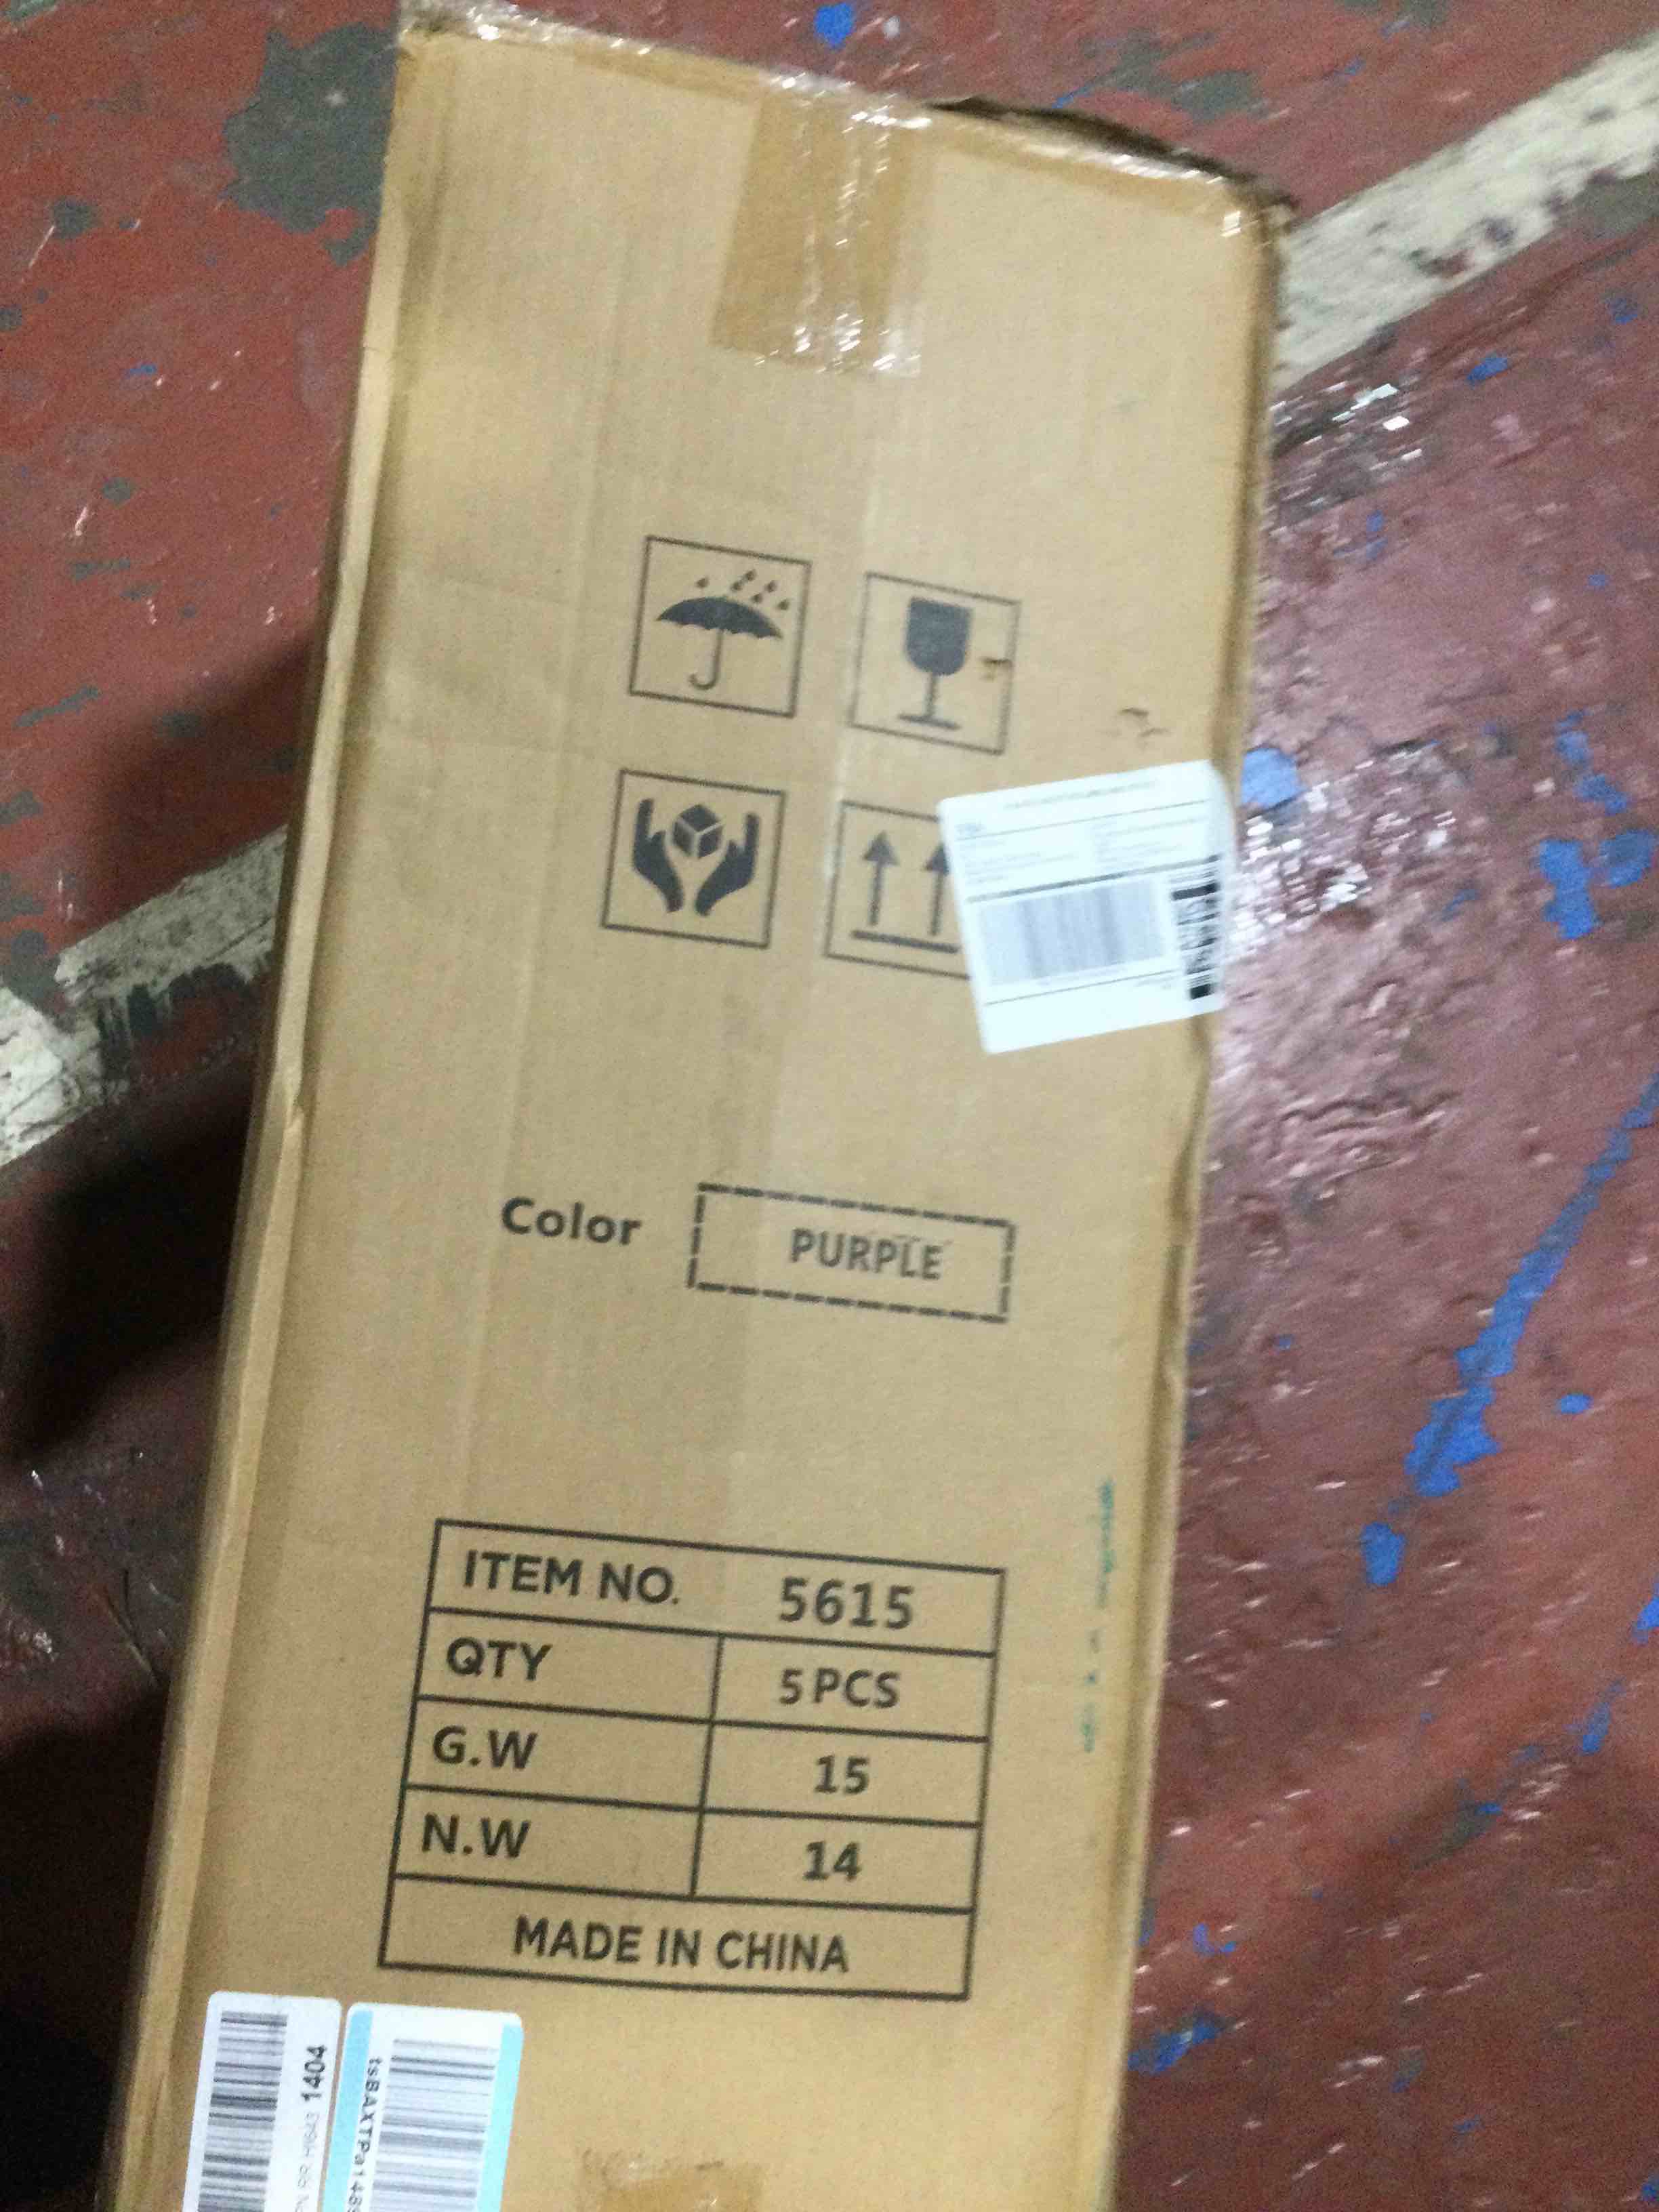 Color PURPLE
ITEM NO. 5615
QTY 5PCS
G.W 15
N.W 14
MADE IN CHINA
1404